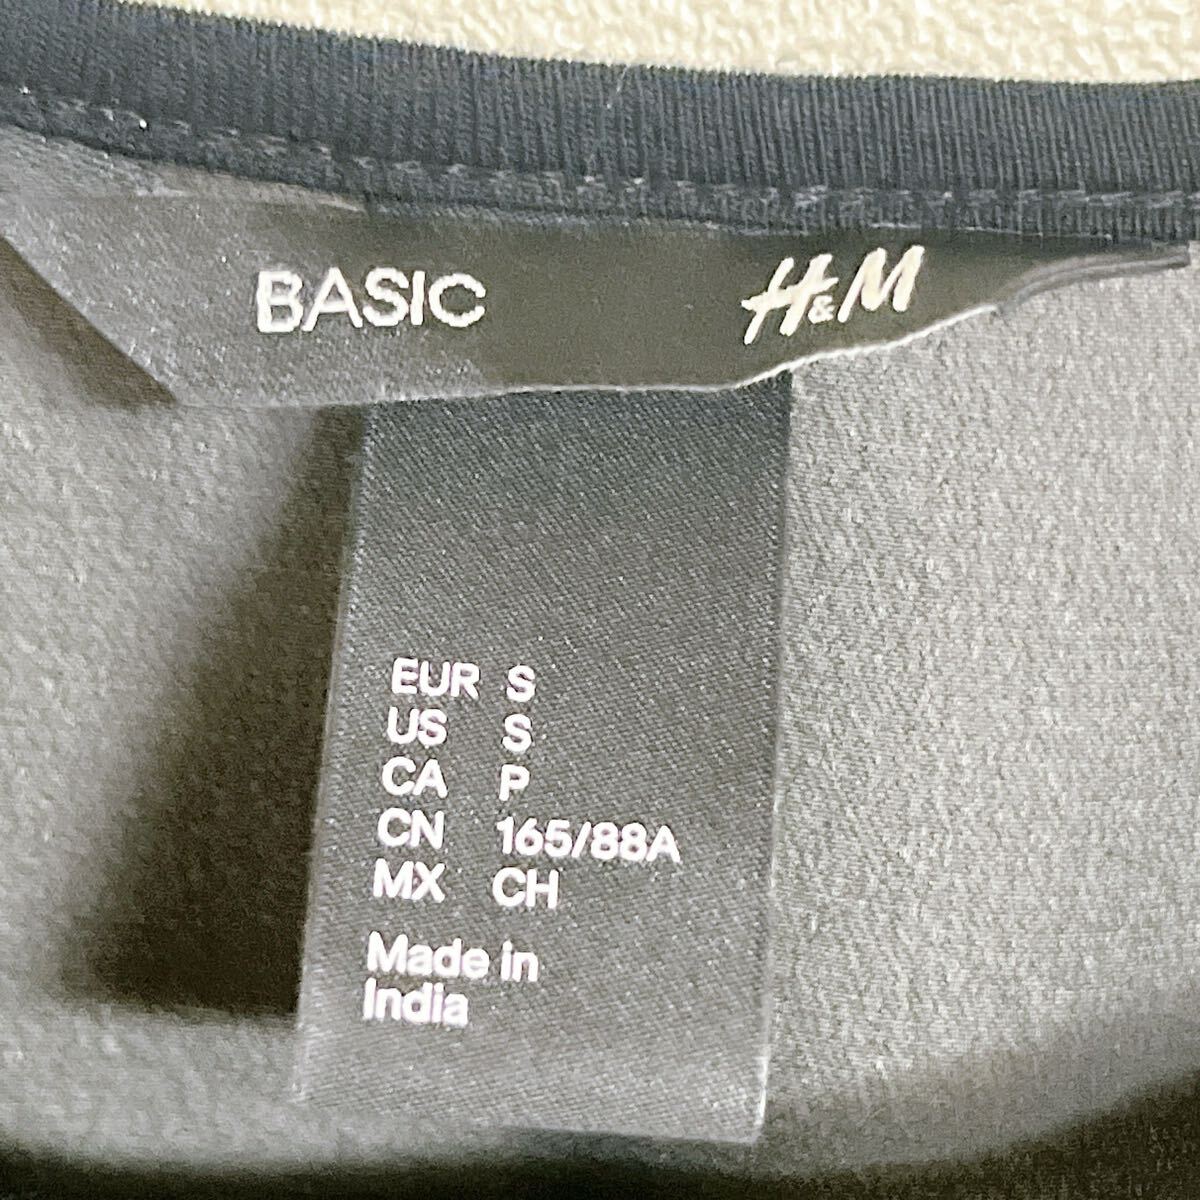 BASIC
H&M
EUR S
US S
CA P
CN 165/88A
MX CH
Made in
India